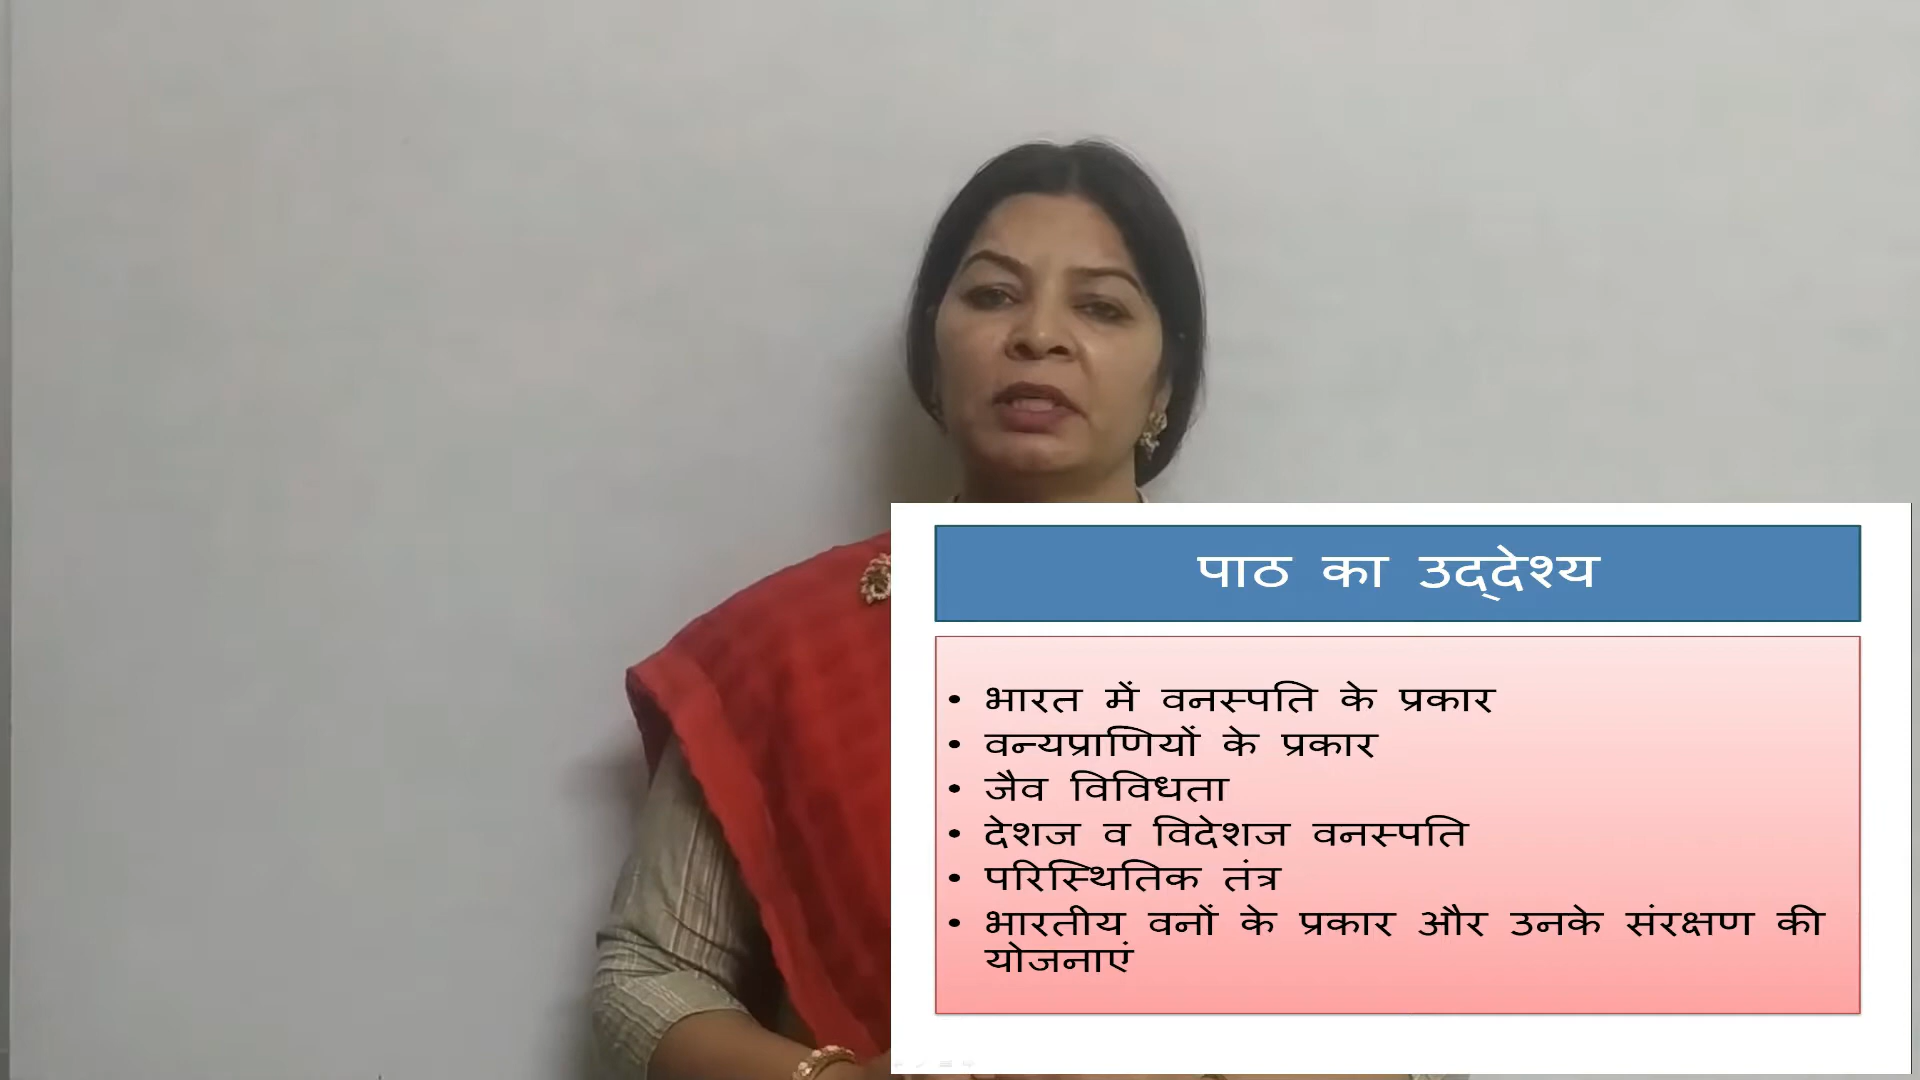 पाठ का उद्देश्य
• भारत में वनस्पति के प्रकार
• वन्यप्राणियों के प्रकार
• जैव विविधता
• देशज व विदेशज वनस्पति
• परिस्थितिक तंत्र
• भारतीय वनों के प्रकार और उनके संरक्षण की
योजनाएं